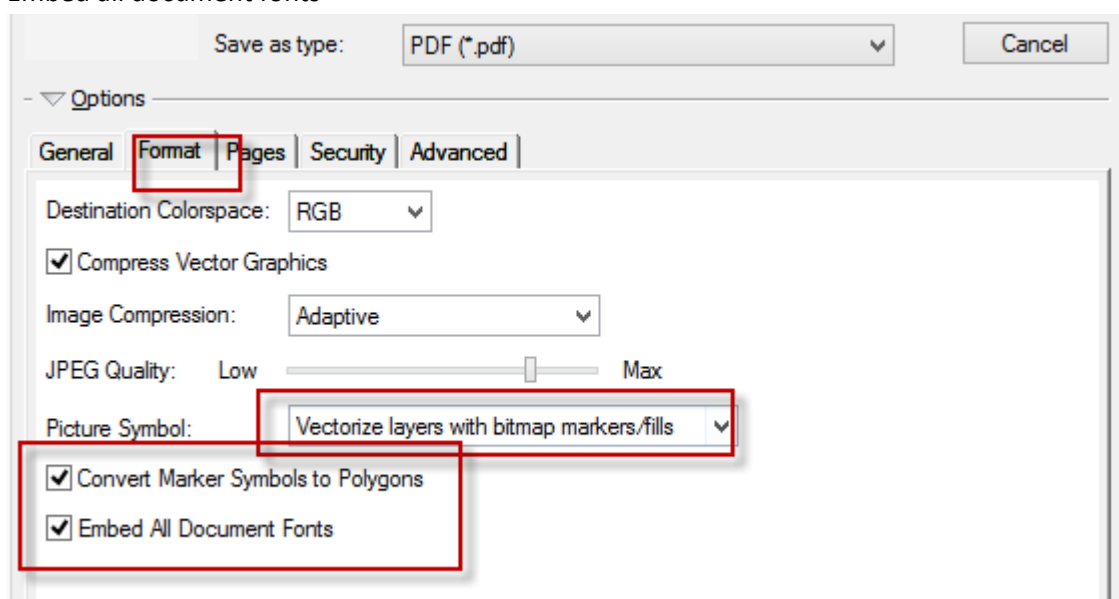 Embed all document fonts
Save as type: PDF (*.pdf) Cancel
Options
General Format Pages Security Advanced
Destination Colorspace: RGB
Compress Vector Graphics
Image Compression: Adaptive
JPEG Quality: Low Max
Picture Symbol: Vectorize layers with bitmap markers/fills
Convert Marker Symbols to Polygons
Embed All Document Fonts